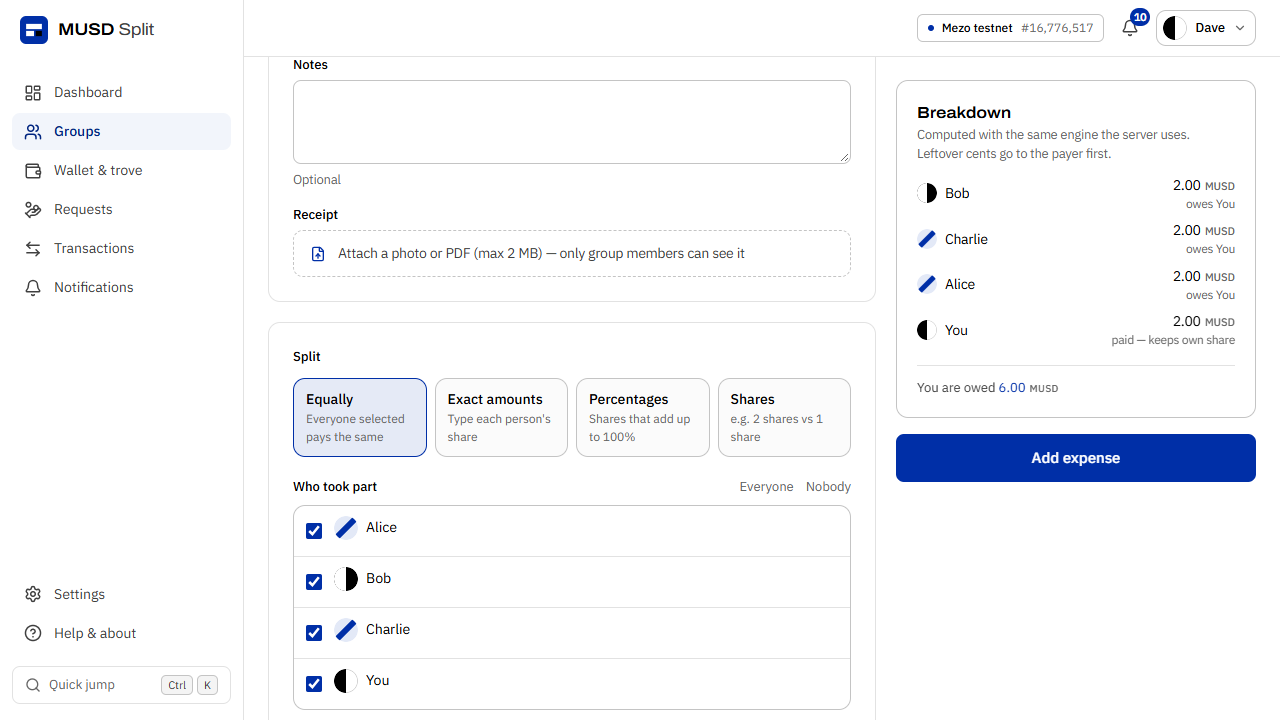 MUSD Split
Mezo testnet #16,776,517
10
Dave
Dashboard
Groups
Wallet & trove
Requests
Transactions
Notifications
Settings
Help & about
Quick jump Ctrl K
Notes
Optional
Receipt
Attach a photo or PDF (max 2 MB) — only group members can see it
Split
Equally
Everyone selected
pays the same
Exact amounts
Type each person's
share
Percentages
Shares that add up
to 100%
Shares
e.g. 2 shares vs 1
share
Who took part
Everyone Nobody
Alice
Bob
Charlie
You
Breakdown
Computed with the same engine the server uses.
Leftover cents go to the payer first.
Bob 2.00 MUSD
owes You
Charlie 2.00 MUSD
owes You
Alice 2.00 MUSD
owes You
You 2.00 MUSD
paid — keeps own share
You are owed 6.00 MUSD
Add expense